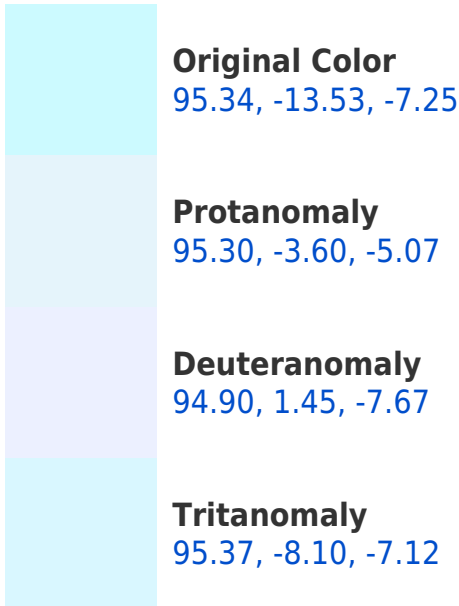 Original Color
95.34, -13.53, -7.25
Protanomaly
95.30, -3.60, -5.07
Deuteranomaly
94.90, 1.45, -7.67
Tritanomaly
95.37, -8.10, -7.12